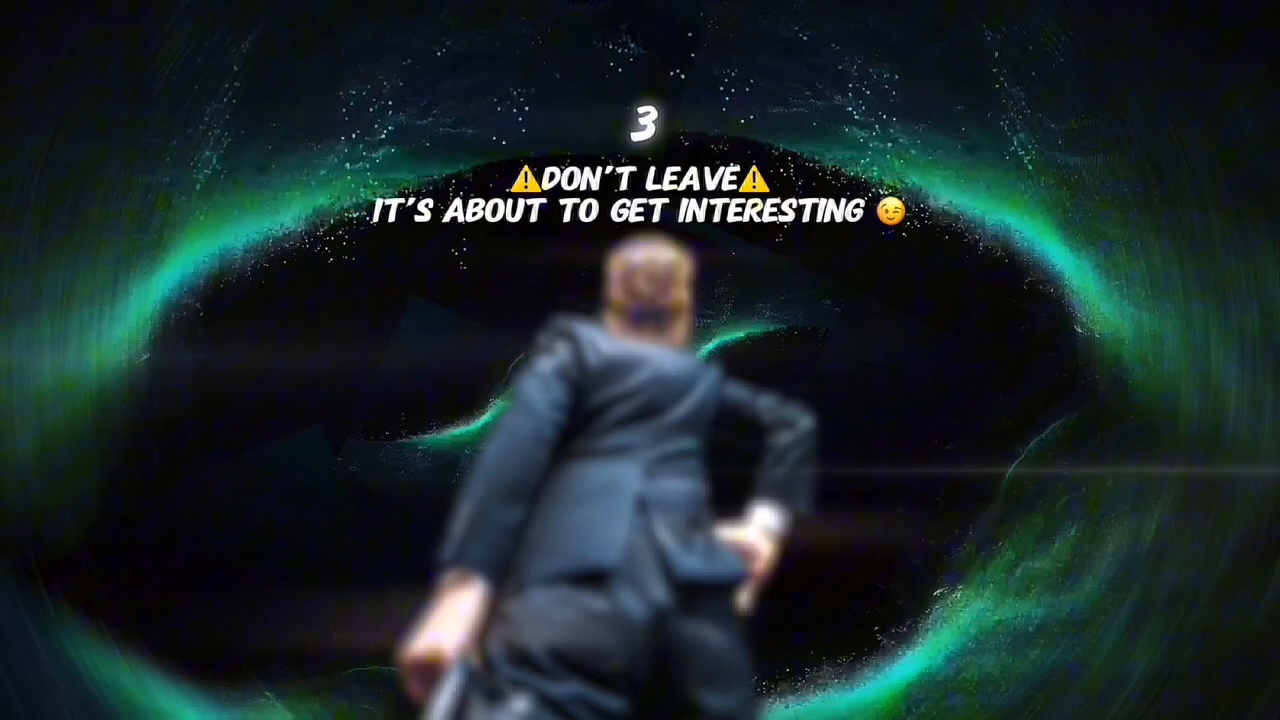 3
⚠️DON'T LEAVE⚠️
IT'S ABOUT TO GET INTERESTING 😉